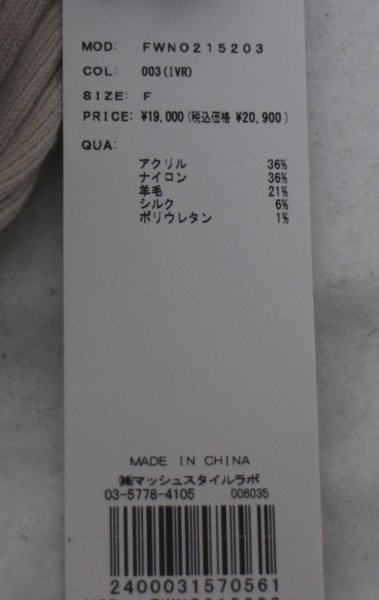 MOD: FWNO215203
COL: 003(IVR)
SIZE: F
PRICE: ¥19,000(税込価格 ¥20,900)
QUA:
アクリル 36%
ナイロン 36%
羊毛 21%
シルク 6%
ポリウレタン 1%
MADE IN CHINA
㈱マッシュスタイルラボ
03-5778-4105 006035
2400031570561
MOD: FWNO215203